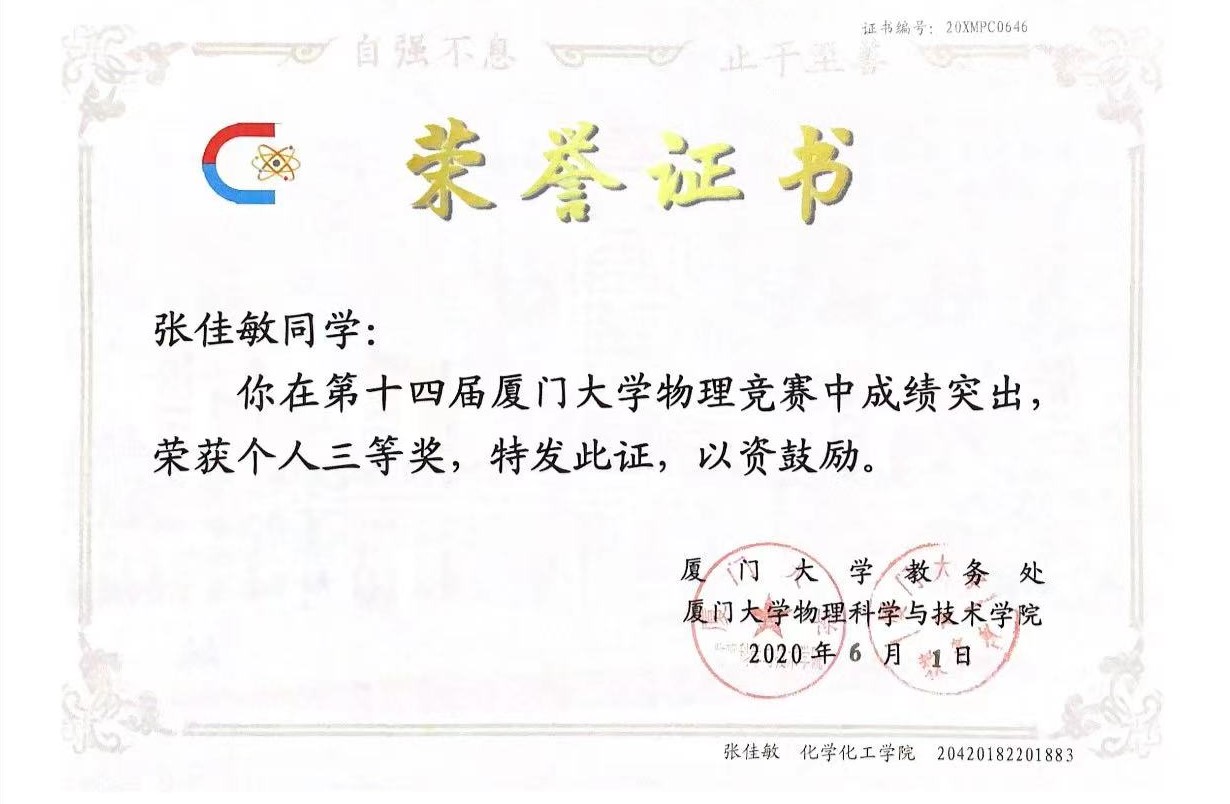 证书编号：20XMPC0646
自强不息 止于至善
荣誉证书
张佳敏同学：
你在第十四届厦门大学物理竞赛中成绩突出，
荣获个人三等奖，特发此证，以资鼓励。
厦门大学教务处
厦门大学物理科学与技术学院
2020年6月1日
张佳敏 化学化工学院 20420182201883